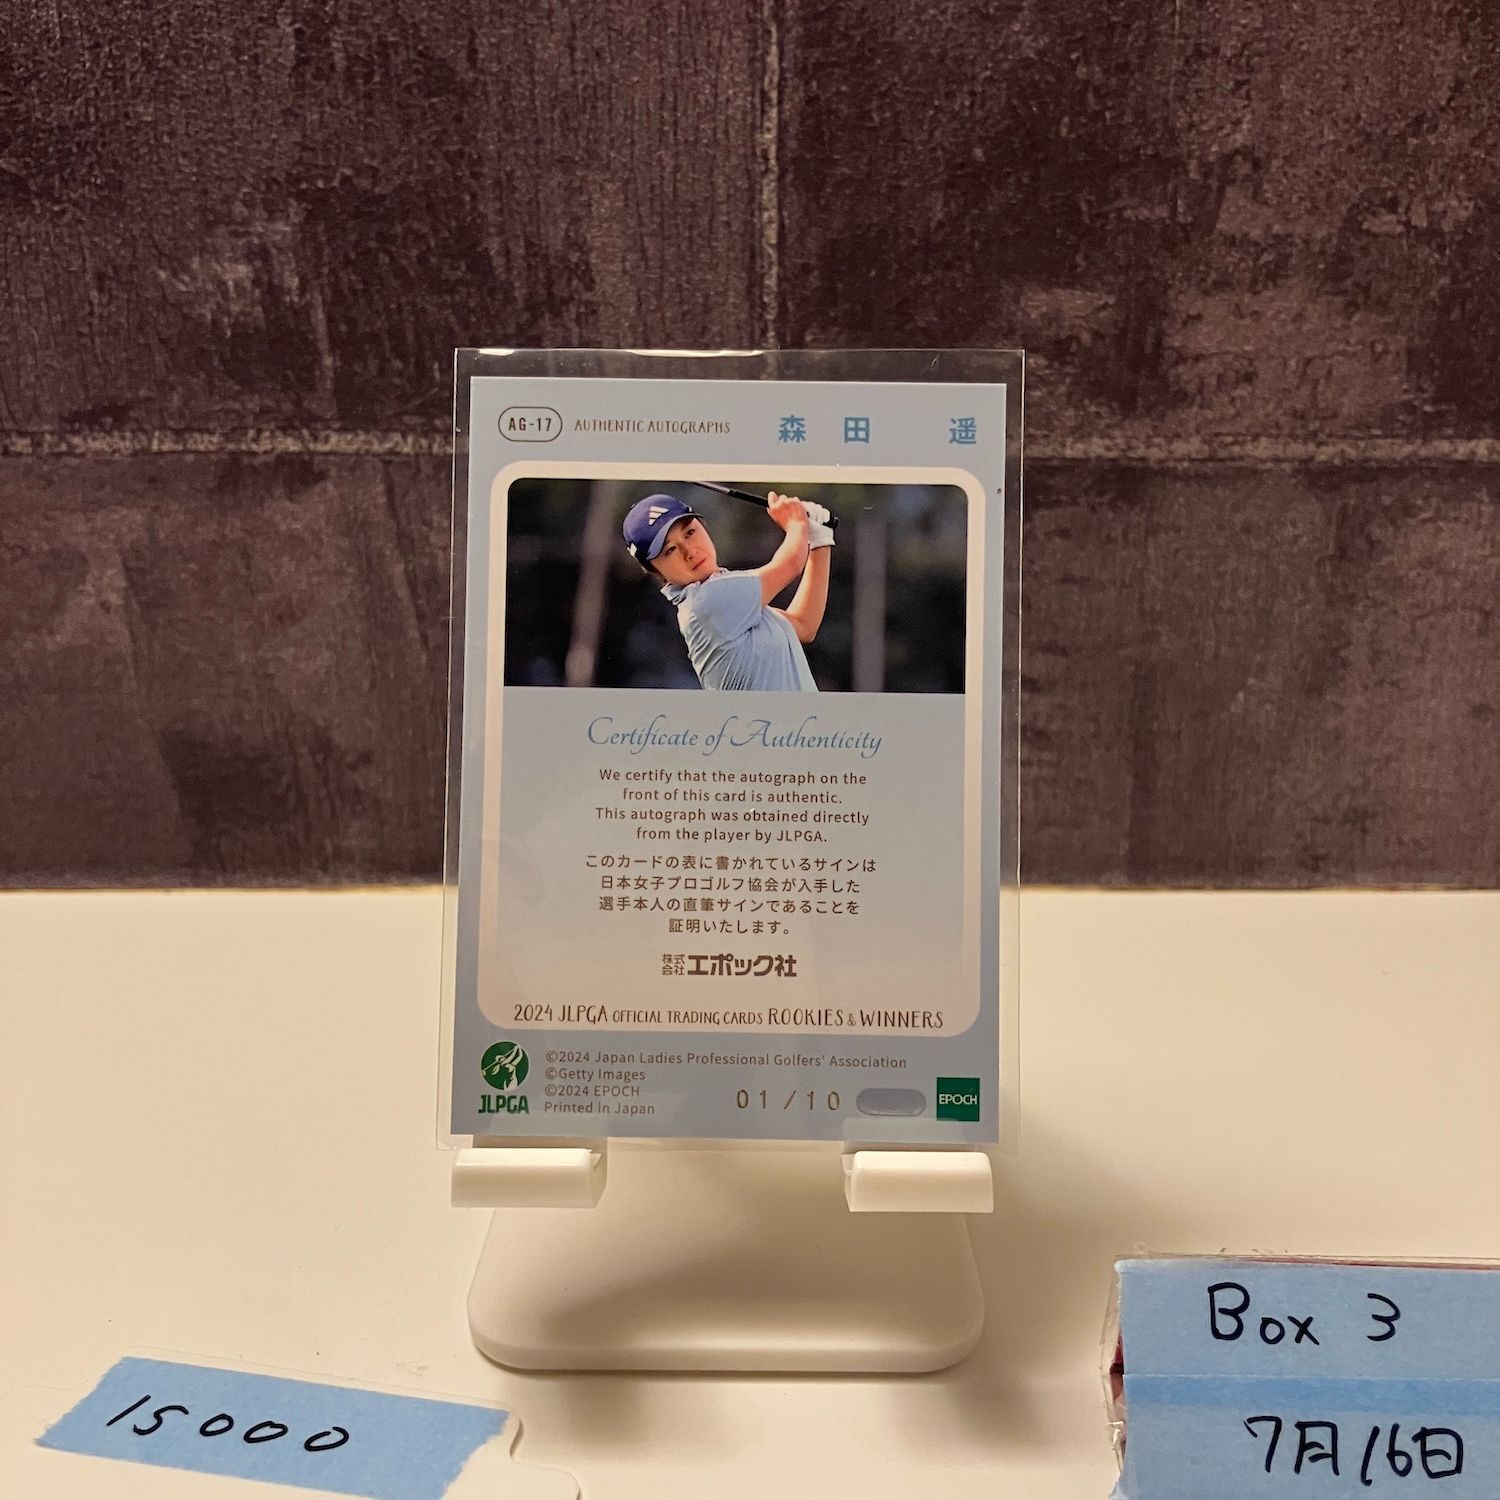 AG-17 AUTHENTIC AUTOGRAPHS 森田 遥
Certificate of Authenticity
We certify that the autograph on the
front of this card is authentic.
This autograph was obtained directly
from the player by JLPGA.
このカードの表に書かれているサインは
日本女子プロゴルフ協会が入手した
選手本人の直筆サインであることを
証明いたします。
株式会社エポック社
2024 JLPGA OFFICIAL TRADING CARDS ROOKIES & WINNERS
JLPGA
©2024 Japan Ladies Professional Golfers' Association
©Getty Images
©2024 EPOCH
Printed in Japan
01/10
EPOCH
15000
Box 3
7月16日